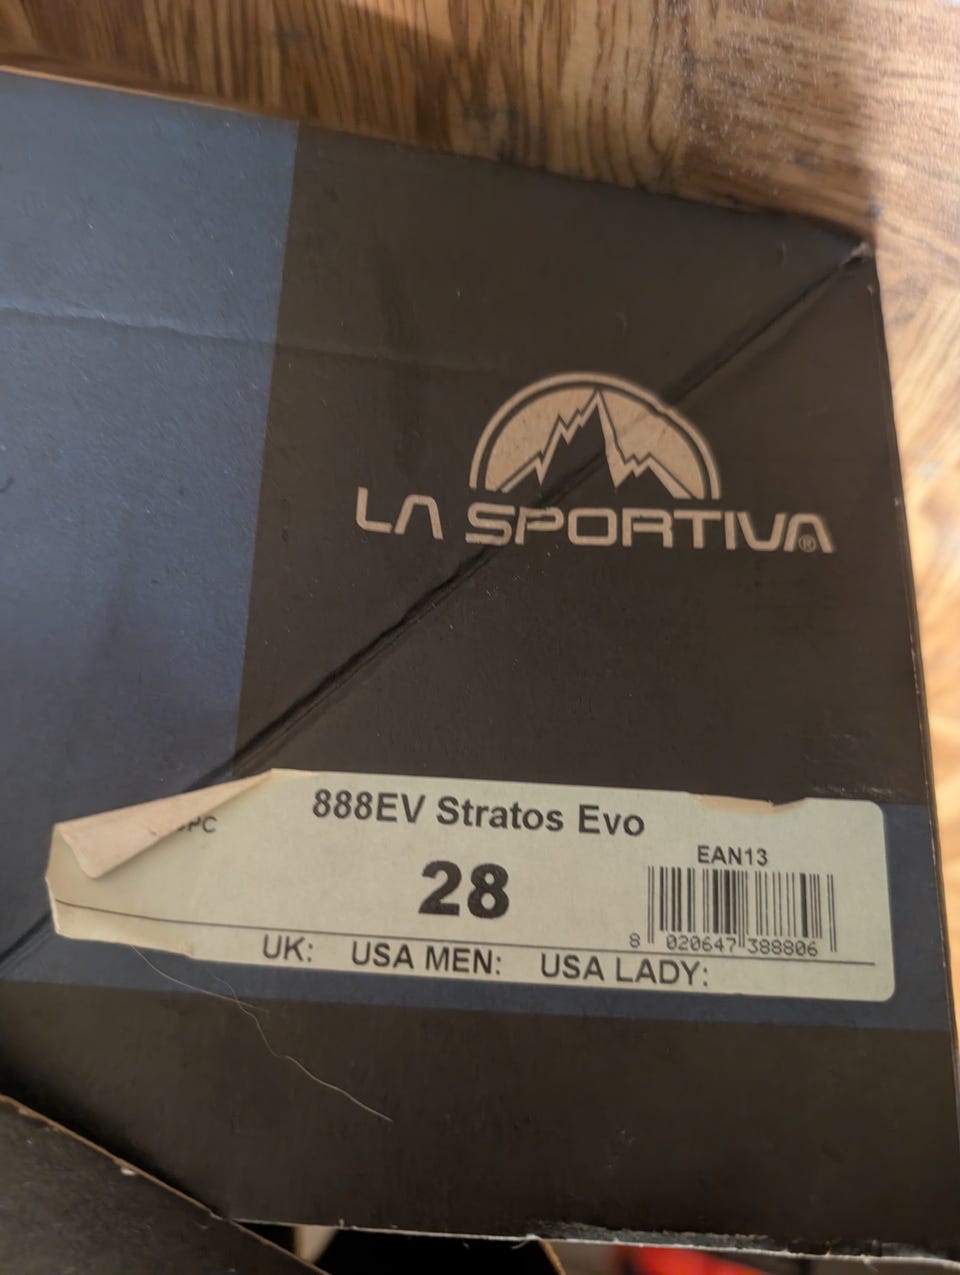 LA SPORTIVA®
888EV Stratos Evo
EAN13
28
8 020647 388806
UK: USA MEN: USA LADY: